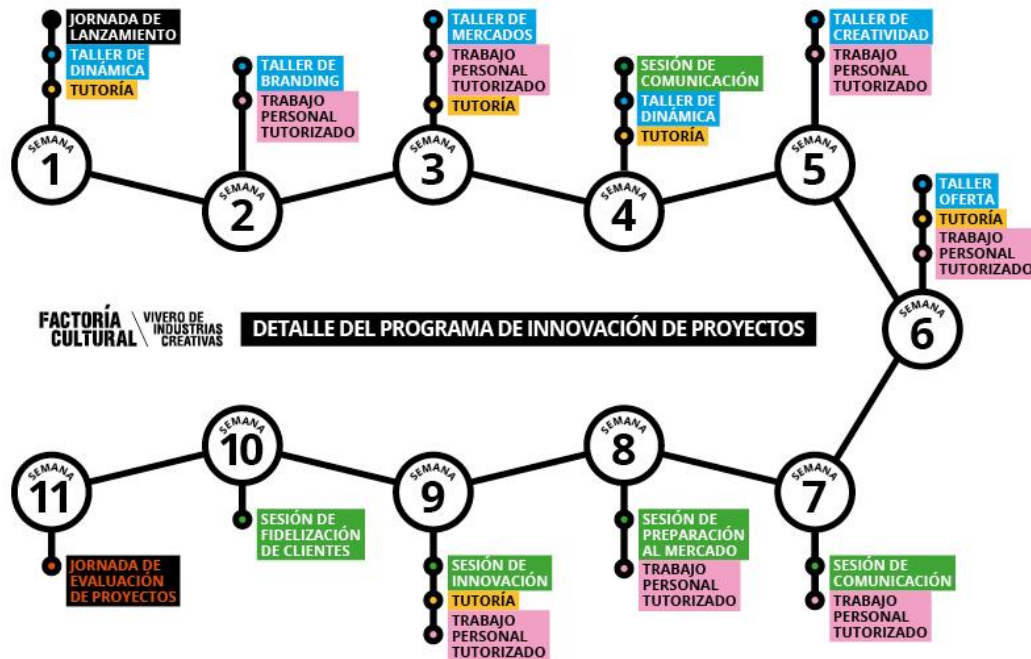 JORNADA DE
LANZAMIENTO
TALLER DE
DINÁMICA
TUTORÍA
SEMANA
1
TALLER DE
BRANDING
TRABAJO
PERSONAL
TUTORIZADO
SEMANA
2
TALLER DE
MERCADOS
TRABAJO
PERSONAL
TUTORIZADO
TUTORÍA
SEMANA
3
SESIÓN DE
COMUNICACIÓN
TALLER DE
DINÁMICA
TUTORÍA
SEMANA
4
TALLER DE
CREATIVIDAD
TRABAJO
PERSONAL
TUTORIZADO
SEMANA
5
TALLER
OFERTA
TUTORÍA
TRABAJO
PERSONAL
TUTORIZADO
SEMANA
6
FACTORÍA
CULTURAL
VIVERO DE
INDUSTRIAS
CREATIVAS
DETALLE DEL PROGRAMA DE INNOVACIÓN DE PROYECTOS
SEMANA
7
SESIÓN DE
COMUNICACIÓN
TRABAJO
PERSONAL
TUTORIZADO
SEMANA
8
SESIÓN DE
PREPARACIÓN
AL MERCADO
TRABAJO
PERSONAL
TUTORIZADO
SEMANA
9
SESIÓN DE
INNOVACIÓN
TUTORÍA
TRABAJO
PERSONAL
TUTORIZADO
SEMANA
10
SESIÓN DE
FIDELIZACIÓN
DE CLIENTES
SEMANA
11
JORNADA DE
EVALUACIÓN
DE PROYECTOS